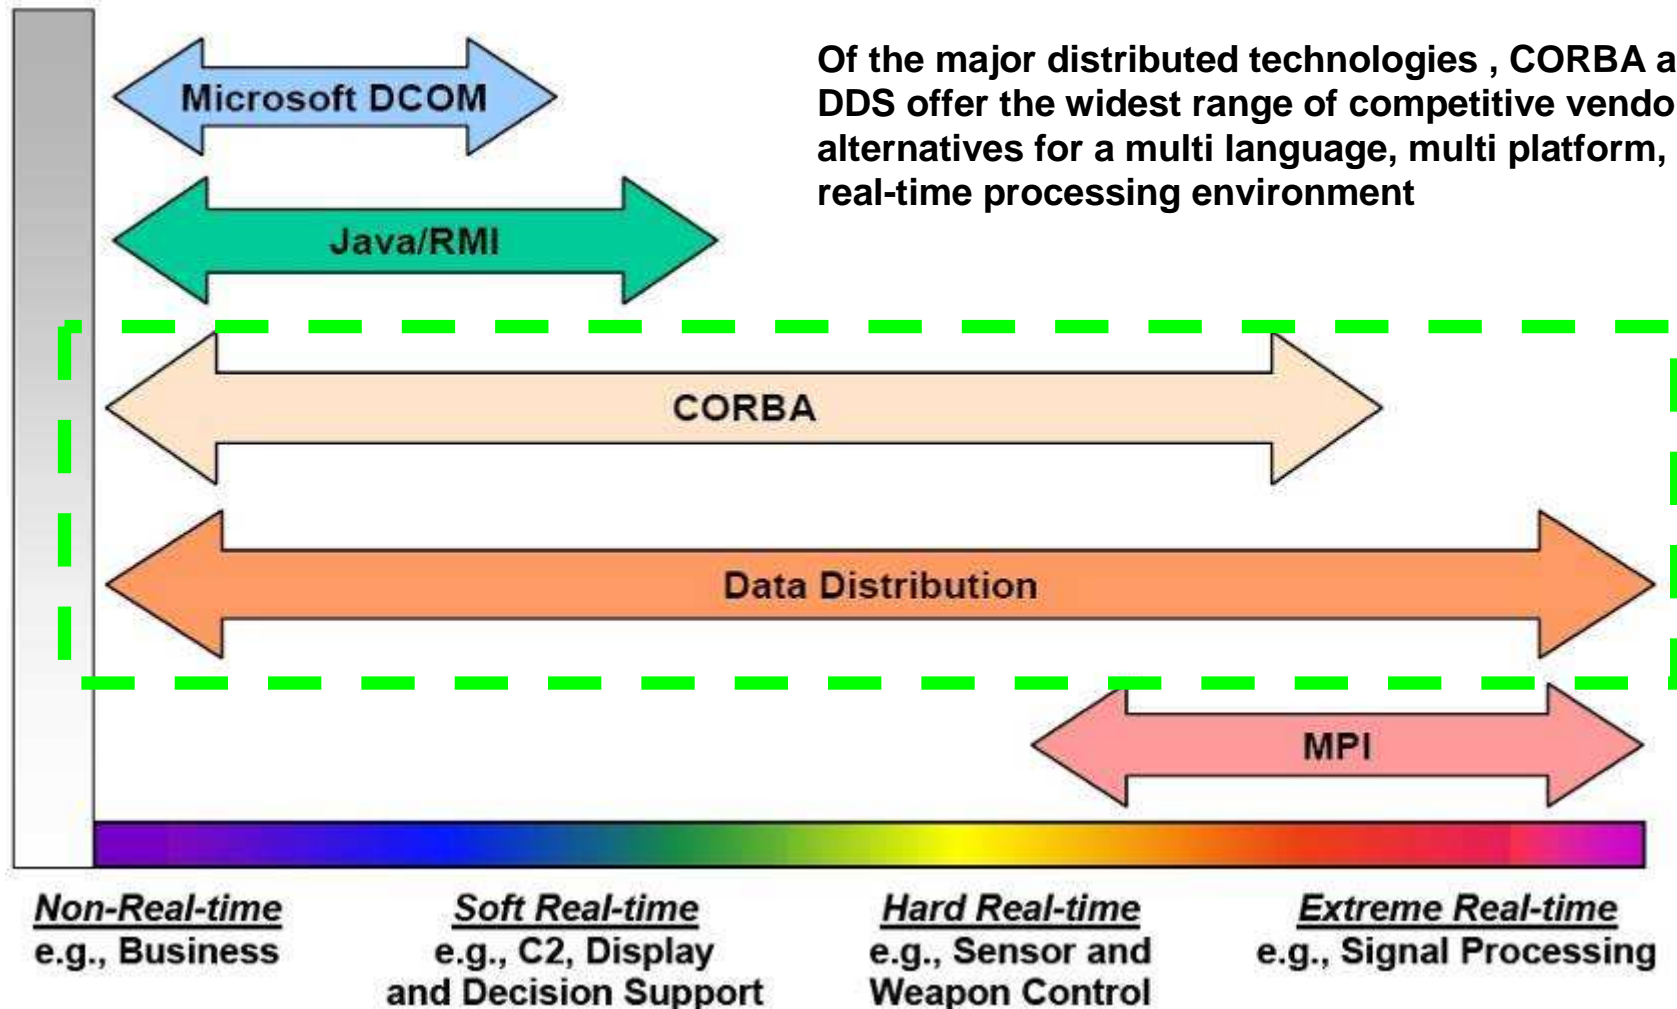 Of the major distributed technologies , CORBA a
DDS offer the widest range of competitive vendo
alternatives for a multi language, multi platform,
real-time processing environment
Microsoft DCOM
Java/RMI
CORBA
Data Distribution
MPI
Non-Real-time
e.g., Business
Soft Real-time
e.g., C2, Display
and Decision Support
Hard Real-time
e.g., Sensor and
Weapon Control
Extreme Real-time
e.g., Signal Processing